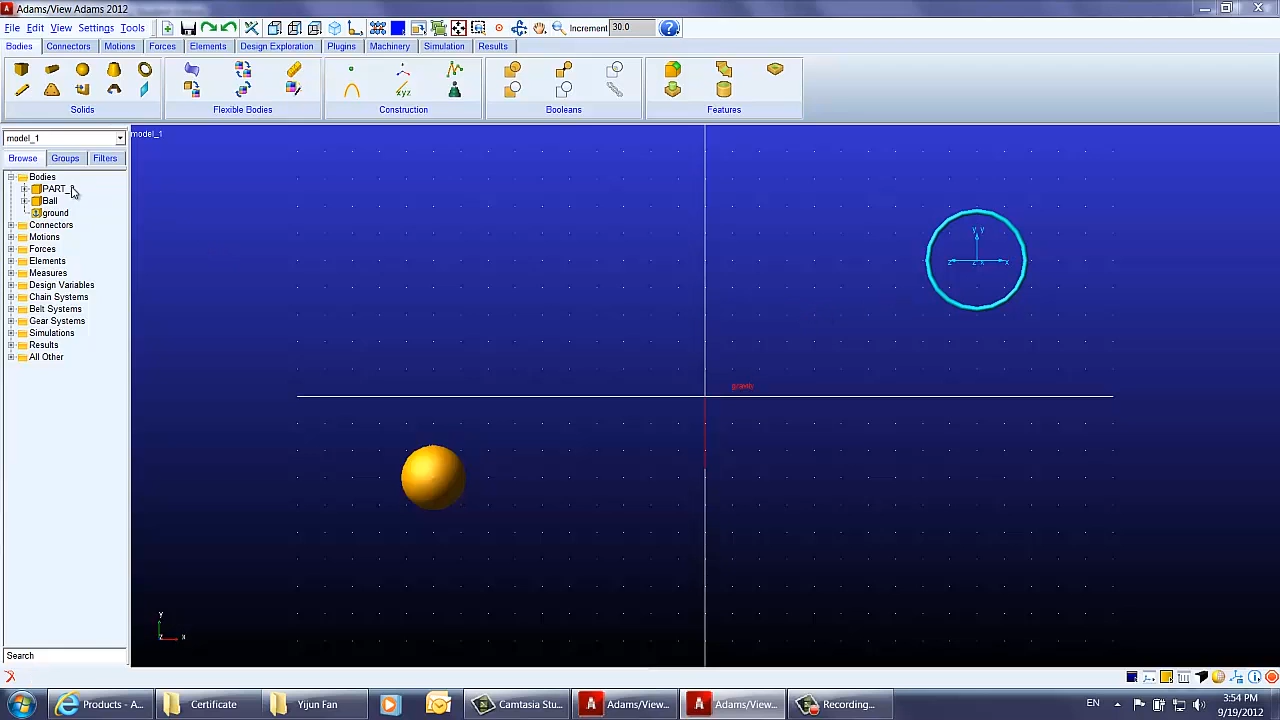 Adams/View Adams 2012
File Edit View Settings Tools Increment 30.0
Bodies Connectors Motions Forces Elements Design Exploration Plugins Machinery Simulation Results
Solids Flexible Bodies Construction Booleans Features
model_1
model_1
Browse Groups Filters
Bodies
PART_
Ball
ground
Connectors
Motions
Forces
Elements
Measures
Design Variables
Chain Systems
Belt Systems
Gear Systems
Simulations
Results
All Other
y y
z z x x
gravity
y
z x
Search
Products - A... Certificate Yijun Fan Camtasia Stu... Adams/View... Adams/View... Recording... EN 3:54 PM
9/19/2012